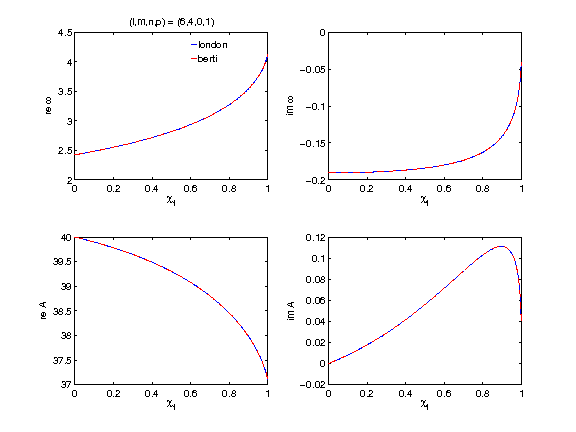 (l,m,n,p) = (6,4,0,1)
4.5
4
3.5
3
2.5
2
re ω
london
berti
0 0.2 0.4 0.6 0.8 1
χf
0
−0.05
−0.1
−0.15
−0.2
im ω
0 0.2 0.4 0.6 0.8 1
χf
40
39.5
39
38.5
38
37.5
37
re A
0 0.2 0.4 0.6 0.8 1
χf
0.12
0.1
0.08
0.06
0.04
0.02
0
−0.02
im A
0 0.2 0.4 0.6 0.8 1
χf